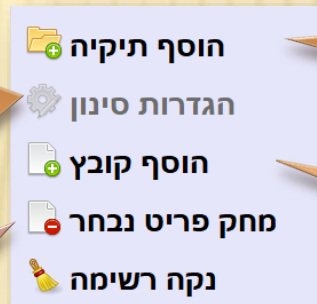 הוסף תיקיה
הגדרות סינון
הוסף קובץ
מחק פריט נבחר
נקה רשימה